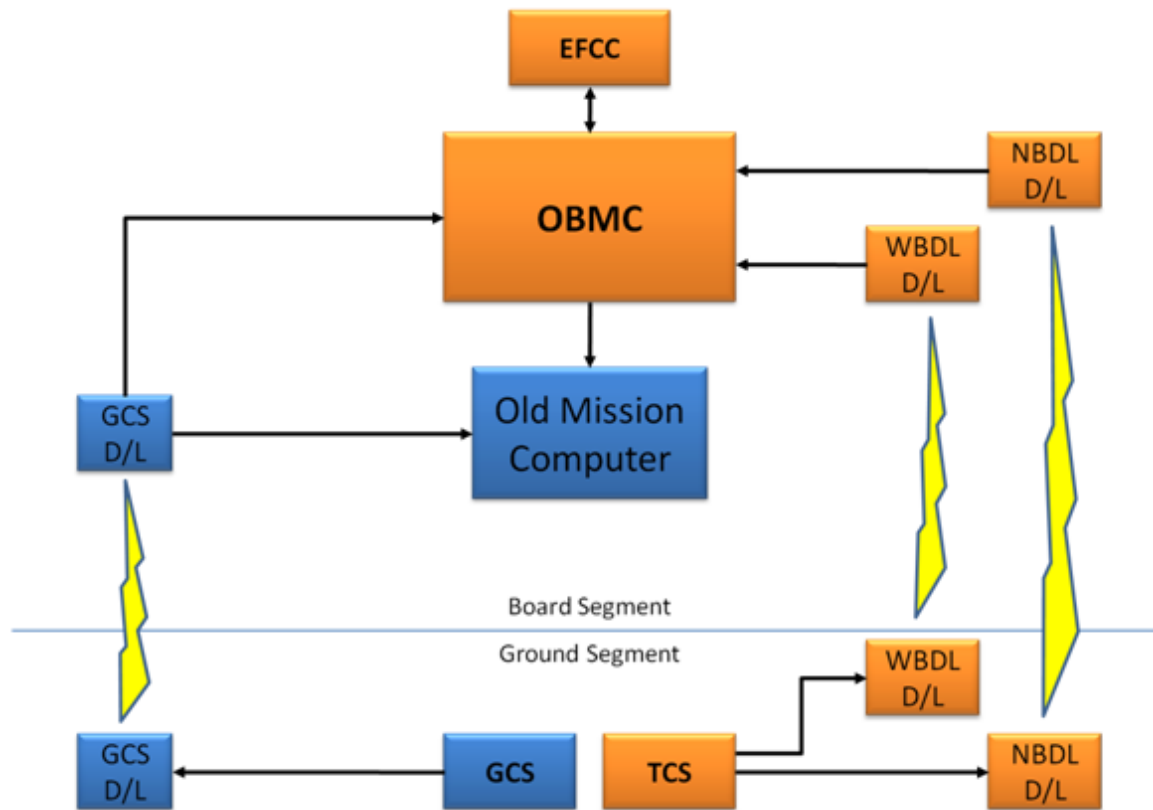 EFCC
NBDL
D/L
OBMC
WBDL
D/L
GCS
D/L
Old Mission
Computer
Board Segment
Ground Segment
WBDL
D/L
GCS
D/L
GCS
TCS
NBDL
D/L